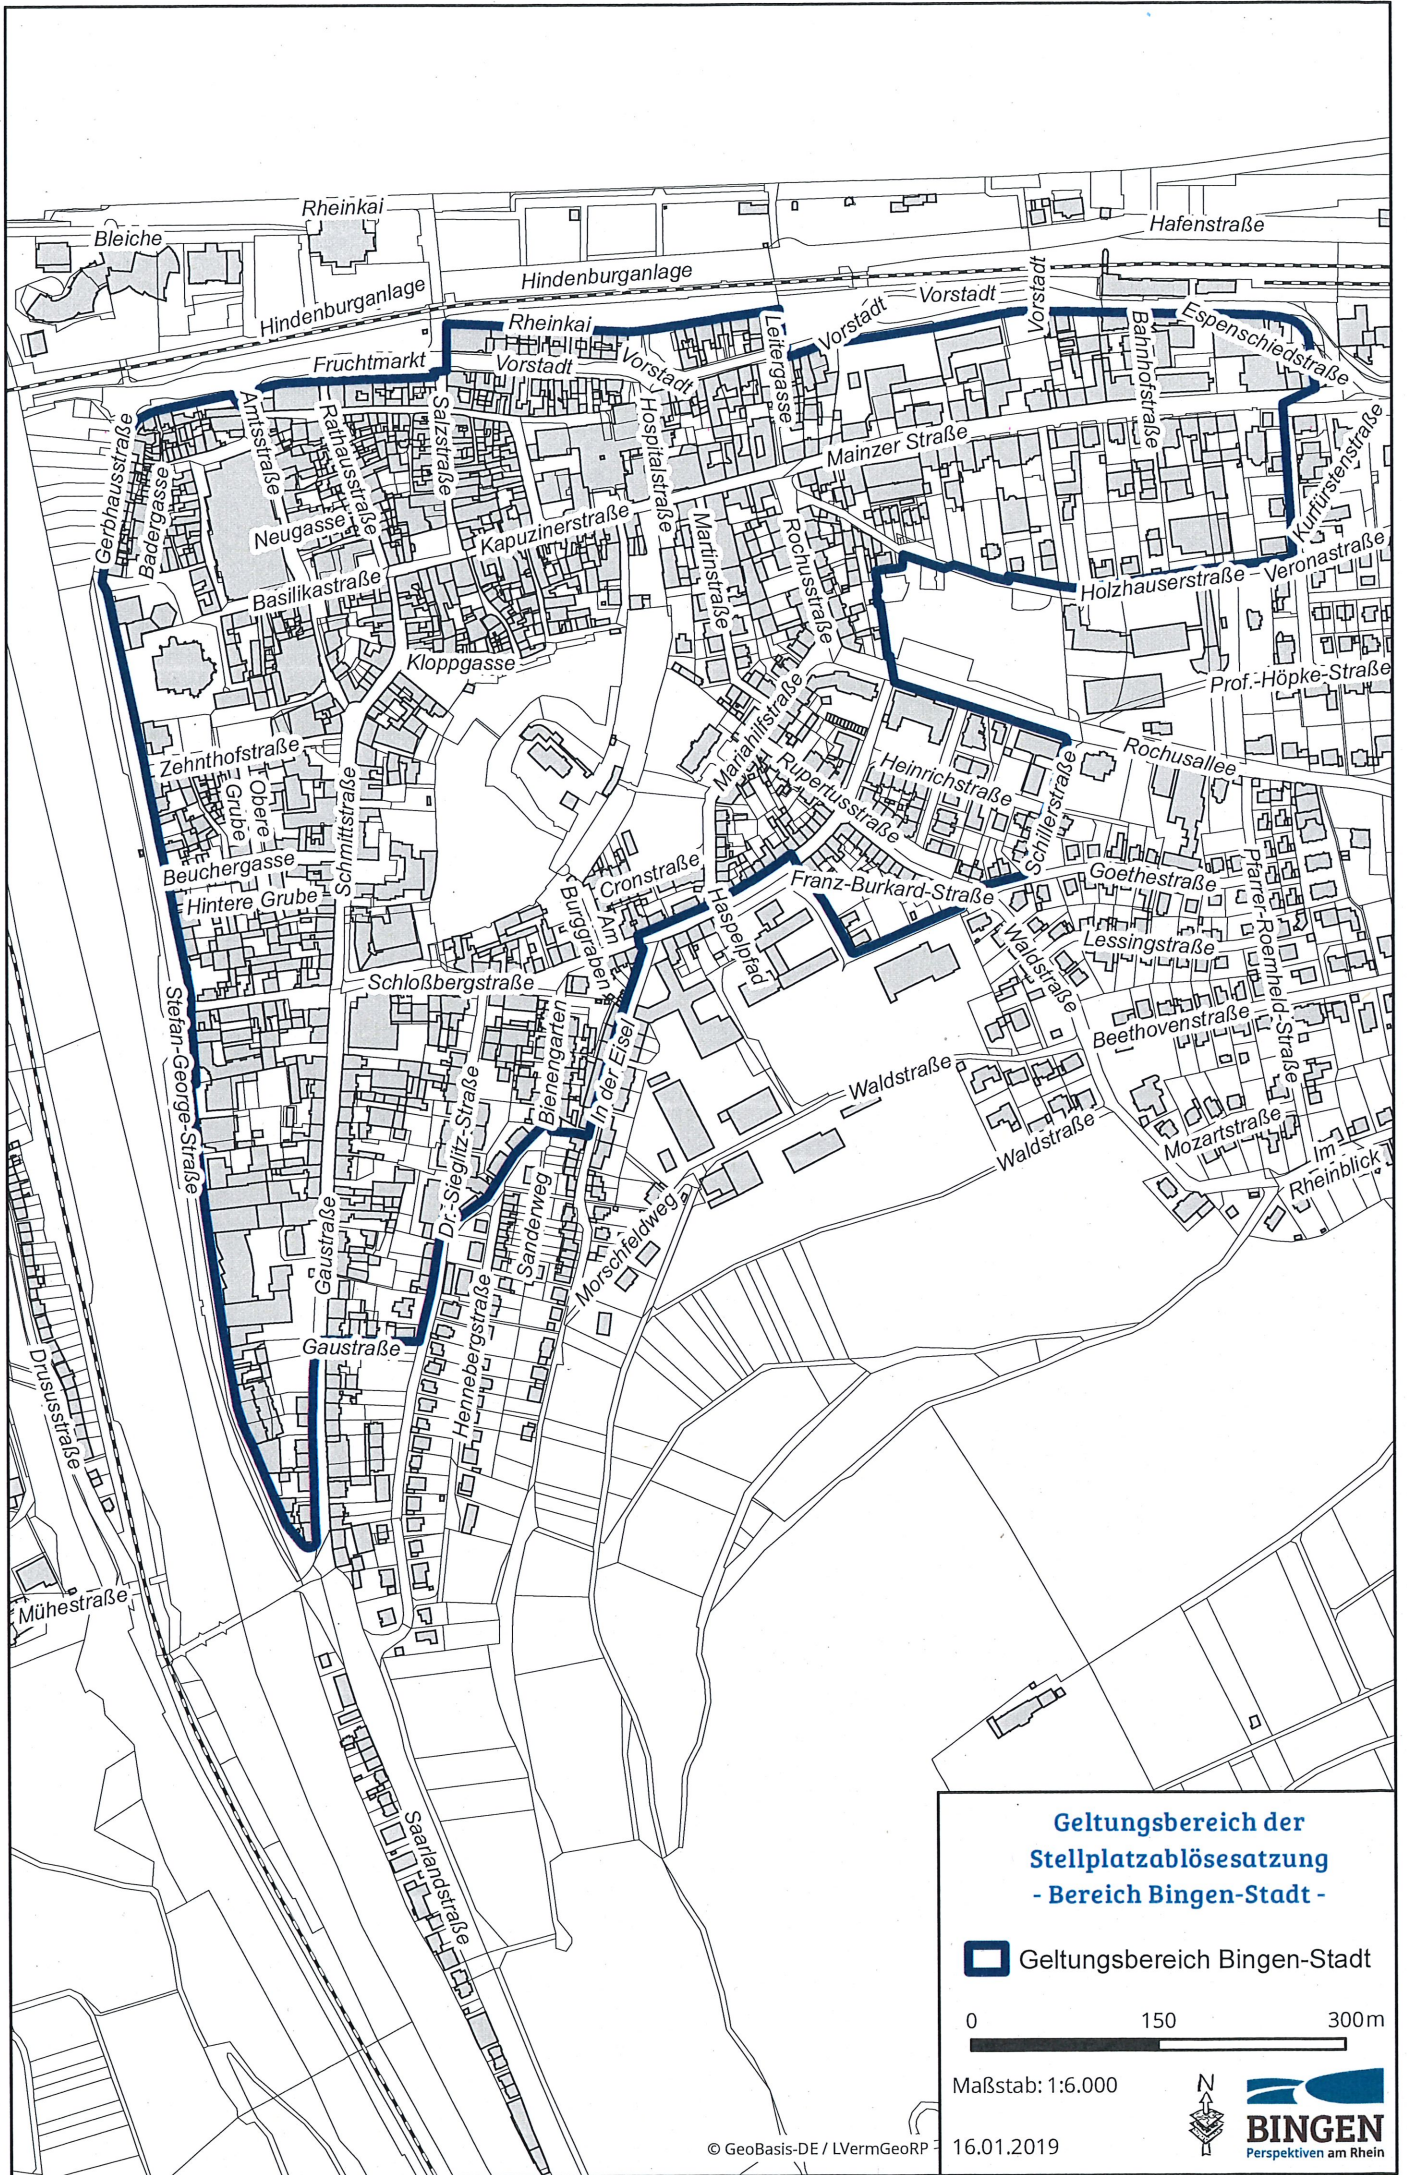 Rheinkai
Bleiche
Hafenstraße
Hindenburganlage
Hindenburganlage
Vorstadt
Vorstadt
Vorstadt
Rheinkai
Espenschiedstraße
Leitergasse
Bahnhofstraße
Fruchtmarkt
Vorstadt
Vorstadt
Amtsstraße
Rathausstraße
Salzstraße
Hospitalstraße
Mainzer Straße
Kurfürstenstraße
Gerbhausstraße
Badergasse
Neugasse
Kapuzinerstraße
Martinstraße
Rochusstraße
Veronastraße
Holzhauserstraße
Basilikastraße
Kloppgasse
Prof.-Höpke-Straße
Mariahilfstraße
Zehnthofstraße
Obere
Grube
Schmittstraße
Rupertusstraße
Heinrichstraße
Schillerstraße
Rochusallee
Beuchergasse
Hintere Grube
Cronstraße
Am
Burggraben
Haspelpfad
Franz-Burkard-Straße
Goethestraße
Pfarrer-Roemheld-Straße
Waldstraße
Lessingstraße
Schloßbergstraße
Stefan-George-Straße
Bienengarten
In der Eisel
Beethovenstraße
Waldstraße
Dr.-Sieglitz-Straße
Waldstraße
Mozartstraße
Im
Rheinblick
Gaustraße
Sanderweg
Morschfeldweg
Hennebergstraße
Gaustraße
Drususstraße
Mühestraße
Saarlandstraße
Geltungsbereich der
Stellplatzablösesatzung
- Bereich Bingen-Stadt -
Geltungsbereich Bingen-Stadt
0 150 300m
Maßstab: 1:6.000
N
BINGEN
Perspektiven am Rhein
16.01.2019
© GeoBasis-DE / LVermGeoRP